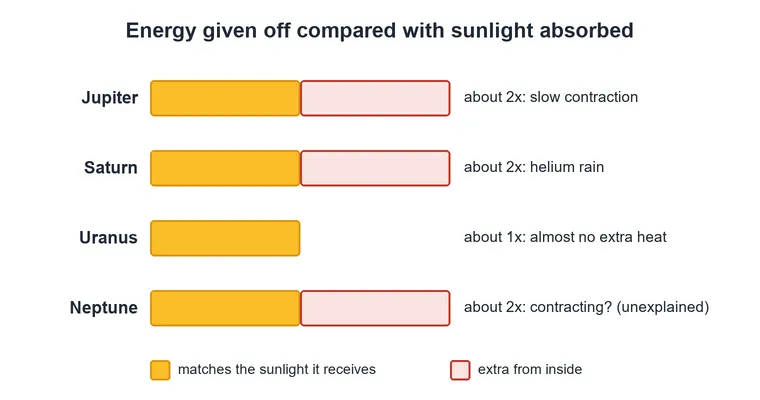 Energy given off compared with sunlight absorbed
Jupiter about 2x: slow contraction
Saturn about 2x: helium rain
Uranus about 1x: almost no extra heat
Neptune about 2x: contracting? (unexplained)
matches the sunlight it receives extra from inside